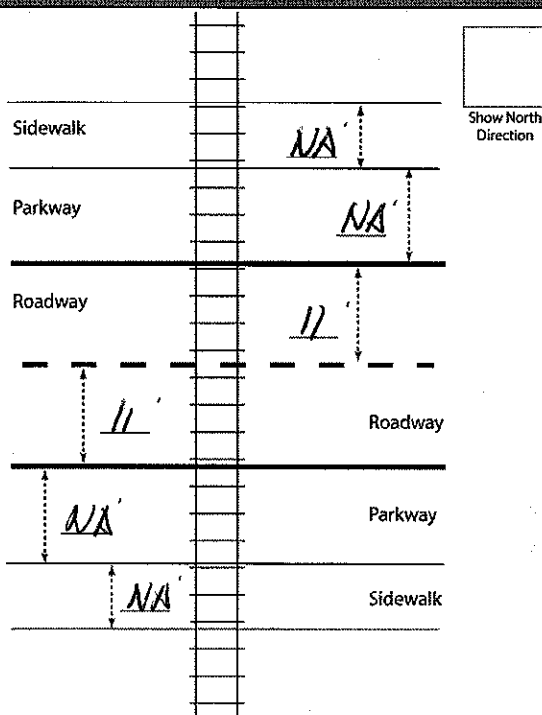 Show North
Direction
Sidewalk
NA'
Parkway
NA'
Roadway
11'
11'
Roadway
NA'
Parkway
NA'
Sidewalk